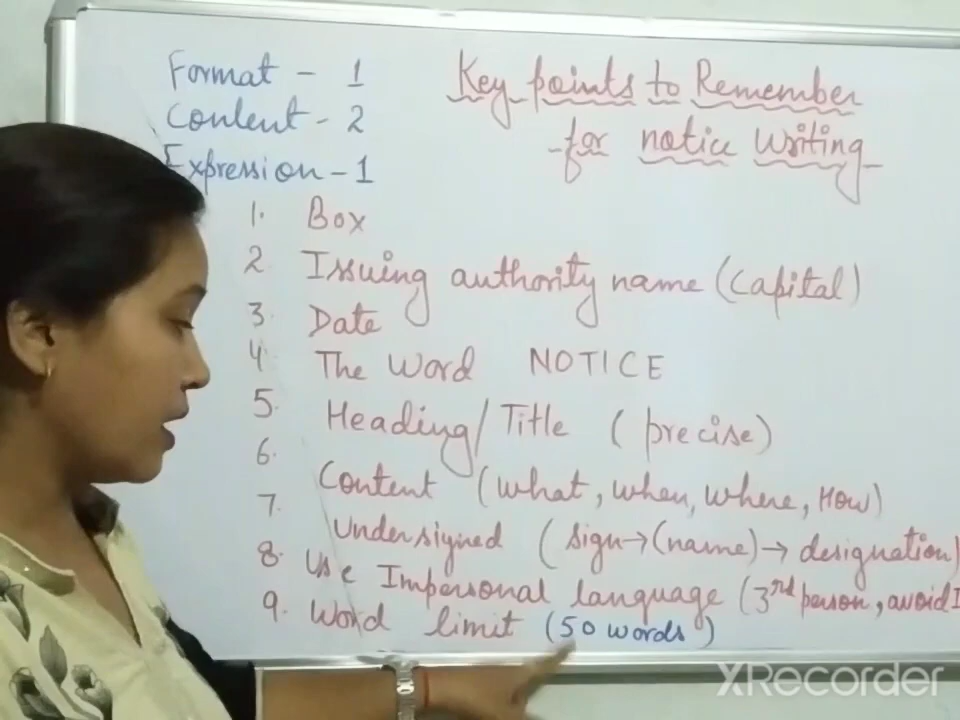 Format - 1
Content - 2
Expression - 1
Key points to Remember
-for notice Writing-
1. Box
2 Issuing authority name (Capital)
3. Date
4. The Word NOTICE
5. Heading/Title (precise)
6. Content (What, When, Where, How)
7. Undersigned (sign→(name)→ designation)
8. Use Impersonal language (3rd person, avoid I
9. Word limit (50 words)
XRecorder